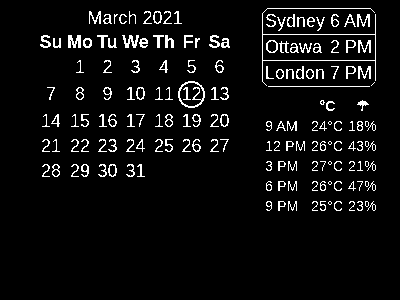 March 2021
Su Mo Tu We Th Fr Sa
1 2 3 4 5 6
7 8 9 10 11 12 13
14 15 16 17 18 19 20
21 22 23 24 25 26 27
28 29 30 31
Sydney 6 AM
Ottawa 2 PM
London 7 PM
°C ☂
9 AM 24°C 18%
12 PM 26°C 43%
3 PM 27°C 21%
6 PM 26°C 47%
9 PM 25°C 23%